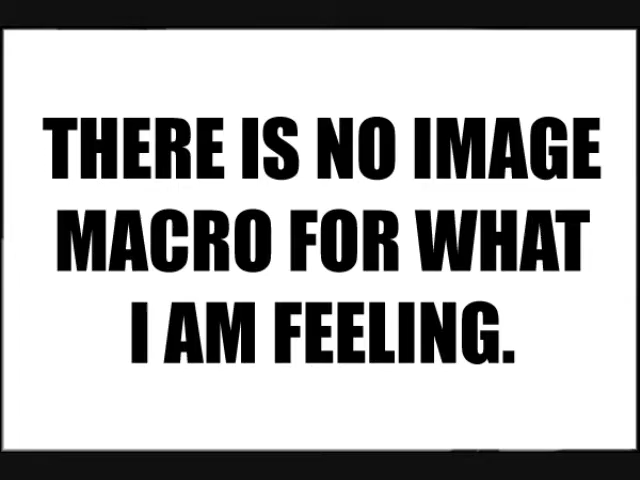 THERE IS NO IMAGE
MACRO FOR WHAT
I AM FEELING.